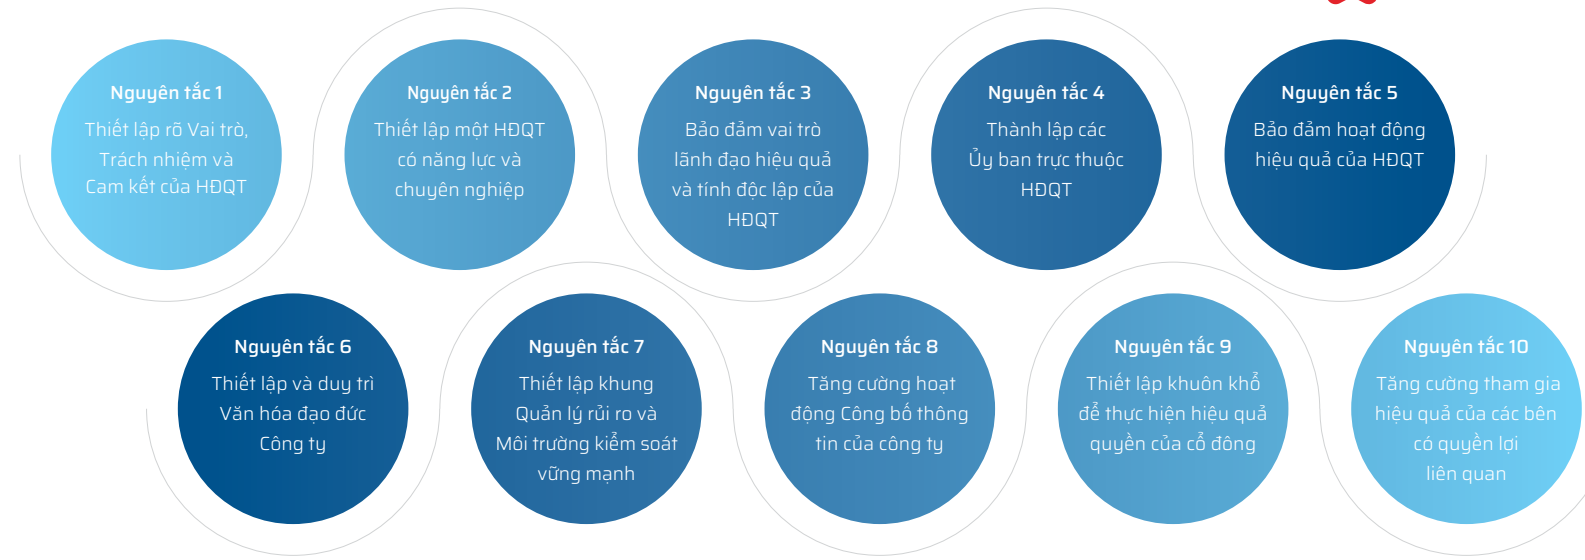 Nguyên tắc 1
Thiết lập rõ Vai trò,
Trách nhiệm và
Cam kết của HĐQT
Nguyên tắc 2
Thiết lập một HĐQT
có năng lực và
chuyên nghiệp
Nguyên tắc 3
Bảo đảm vai trò
lãnh đạo hiệu quả
và tính độc lập của
HĐQT
Nguyên tắc 4
Thành lập các
Ủy ban trực thuộc
HĐQT
Nguyên tắc 5
Bảo đảm hoạt động
hiệu quả của HĐQT
Nguyên tắc 6
Thiết lập và duy trì
Văn hóa đạo đức
Công ty
Nguyên tắc 7
Thiết lập khung
Quản lý rủi ro và
Môi trường kiểm soát
vững mạnh
Nguyên tắc 8
Tăng cường hoạt
động Công bố thông
tin của công ty
Nguyên tắc 9
Thiết lập khuôn khổ
để thực hiện hiệu quả
quyền của cổ đông
Nguyên tắc 10
Tăng cường tham gia
hiệu quả của các bên
có quyền lợi
liên quan